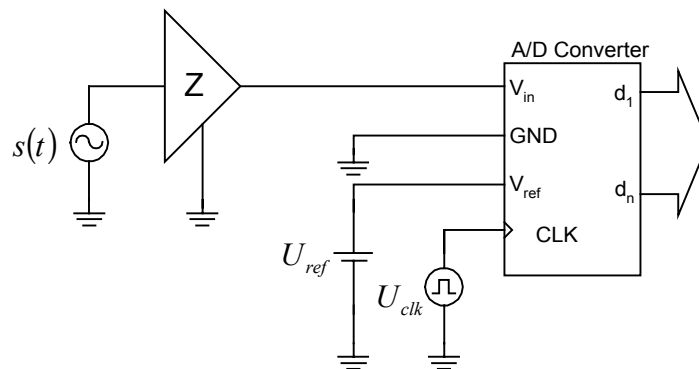 A/D Converter
Z
V_in
d_1
s(t)
GND
V_ref
d_n
CLK
U_ref
U_clk